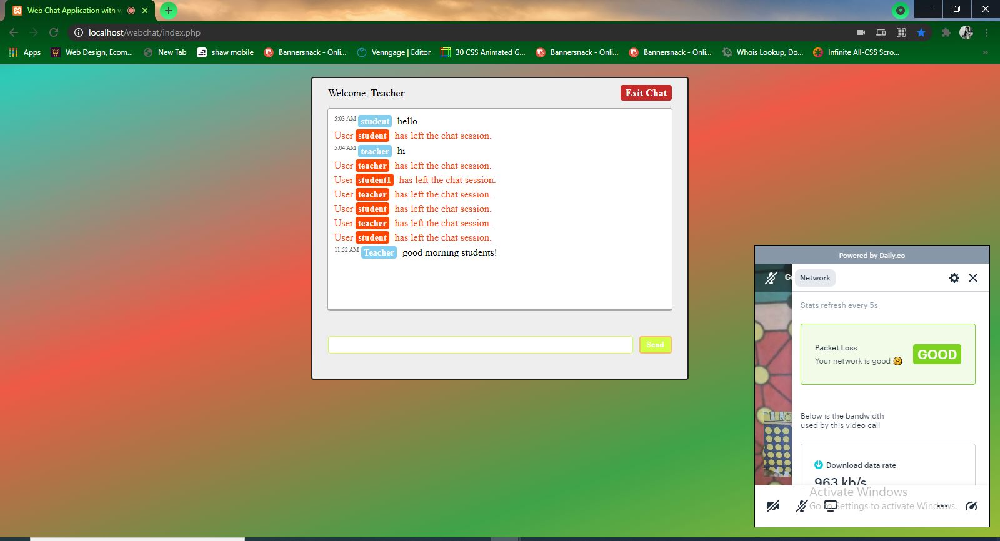 Web Chat Application with w
localhost/webchat/index.php
Apps
Web Design, Ecom...
New Tab
shaw mobile
Bannersnack - Onli...
Venngage | Editor
30 CSS Animated G...
Bannersnack - Onli...
Bannersnack - Onli...
Whois Lookup, Do...
Infinite All-CSS Scro...
Welcome, Teacher
Exit Chat
5:03 AM student hello
User student has left the chat session.
5:04 AM teacher hi
User teacher has left the chat session.
User student1 has left the chat session.
User teacher has left the chat session.
User student has left the chat session.
User teacher has left the chat session.
User student has left the chat session.
11:52 AM Teacher good morning students!
Send
Powered by Daily.co
Network
Stats refresh every 5s
Packet Loss
Your network is good
GOOD
Below is the bandwidth
used by this video call
Download data rate
963 kb/s
Activate Windows
Go to Settings to activate Windows.